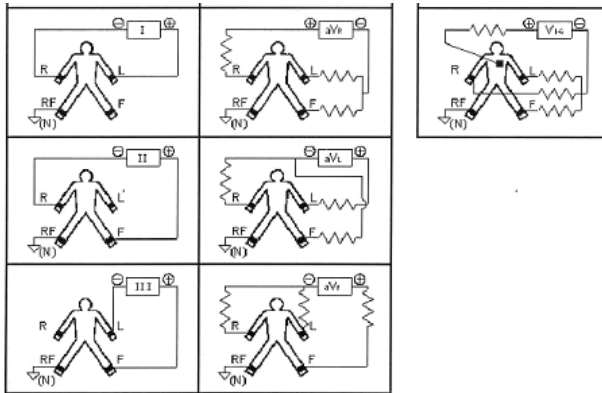 ⊖ I ⊕
R L
RF F
(N)
⊕ aVR ⊖
R L
RF F
(N)
⊕ V1-6 ⊖
R L
RF F
(N)
⊖ II ⊕
R L'
RF F
(N)
⊖ aVL ⊕
R L
RF F
(N)
⊖ III ⊕
R L
RF F
(N)
⊖ aVF ⊕
R L
RF F
(N)